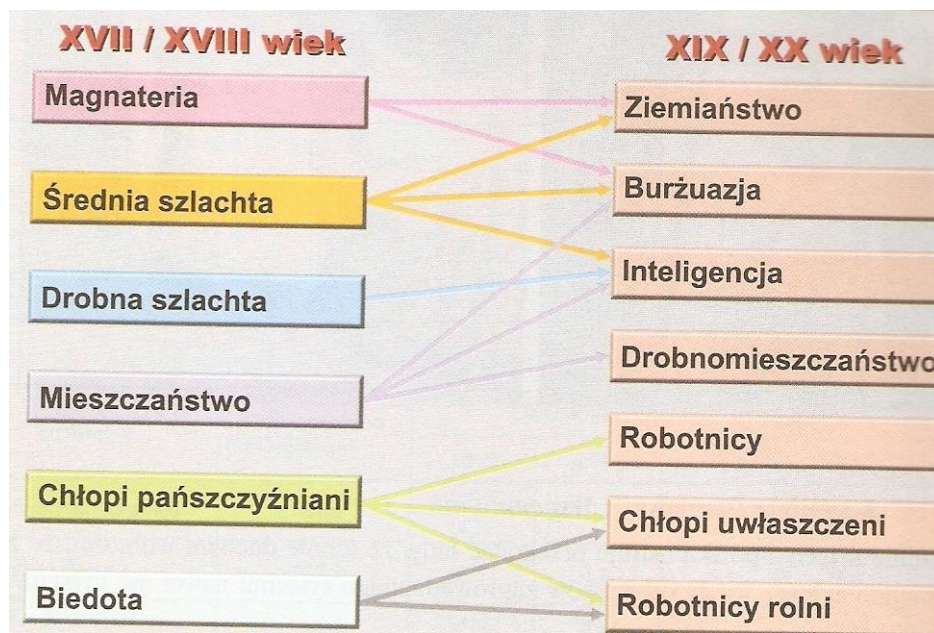 XVII / XVIII wiek
XIX / XX wiek
Magnateria
Średnia szlachta
Drobna szlachta
Mieszczaństwo
Chłopi pańszczyźniani
Biedota
Ziemiaństwo
Burżuazja
Inteligencja
Drobnomieszczaństwo
Robotnicy
Chłopi uwłaszczeni
Robotnicy rolni